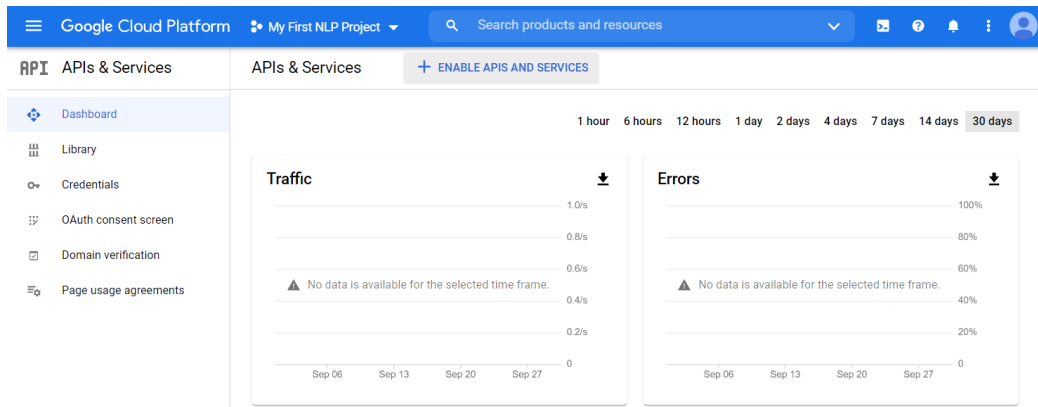 Google Cloud Platform My First NLP Project Search products and resources
API APIs & Services
APIs & Services + ENABLE APIS AND SERVICES
Dashboard
Library
Credentials
OAuth consent screen
Domain verification
Page usage agreements
1 hour 6 hours 12 hours 1 day 2 days 4 days 7 days 14 days 30 days
Traffic
1.0/s
0.8/s
0.6/s
No data is available for the selected time frame.
0.4/s
0.2/s
0
Sep 06 Sep 13 Sep 20 Sep 27
Errors
100%
80%
60%
No data is available for the selected time frame.
40%
20%
0
Sep 06 Sep 13 Sep 20 Sep 27